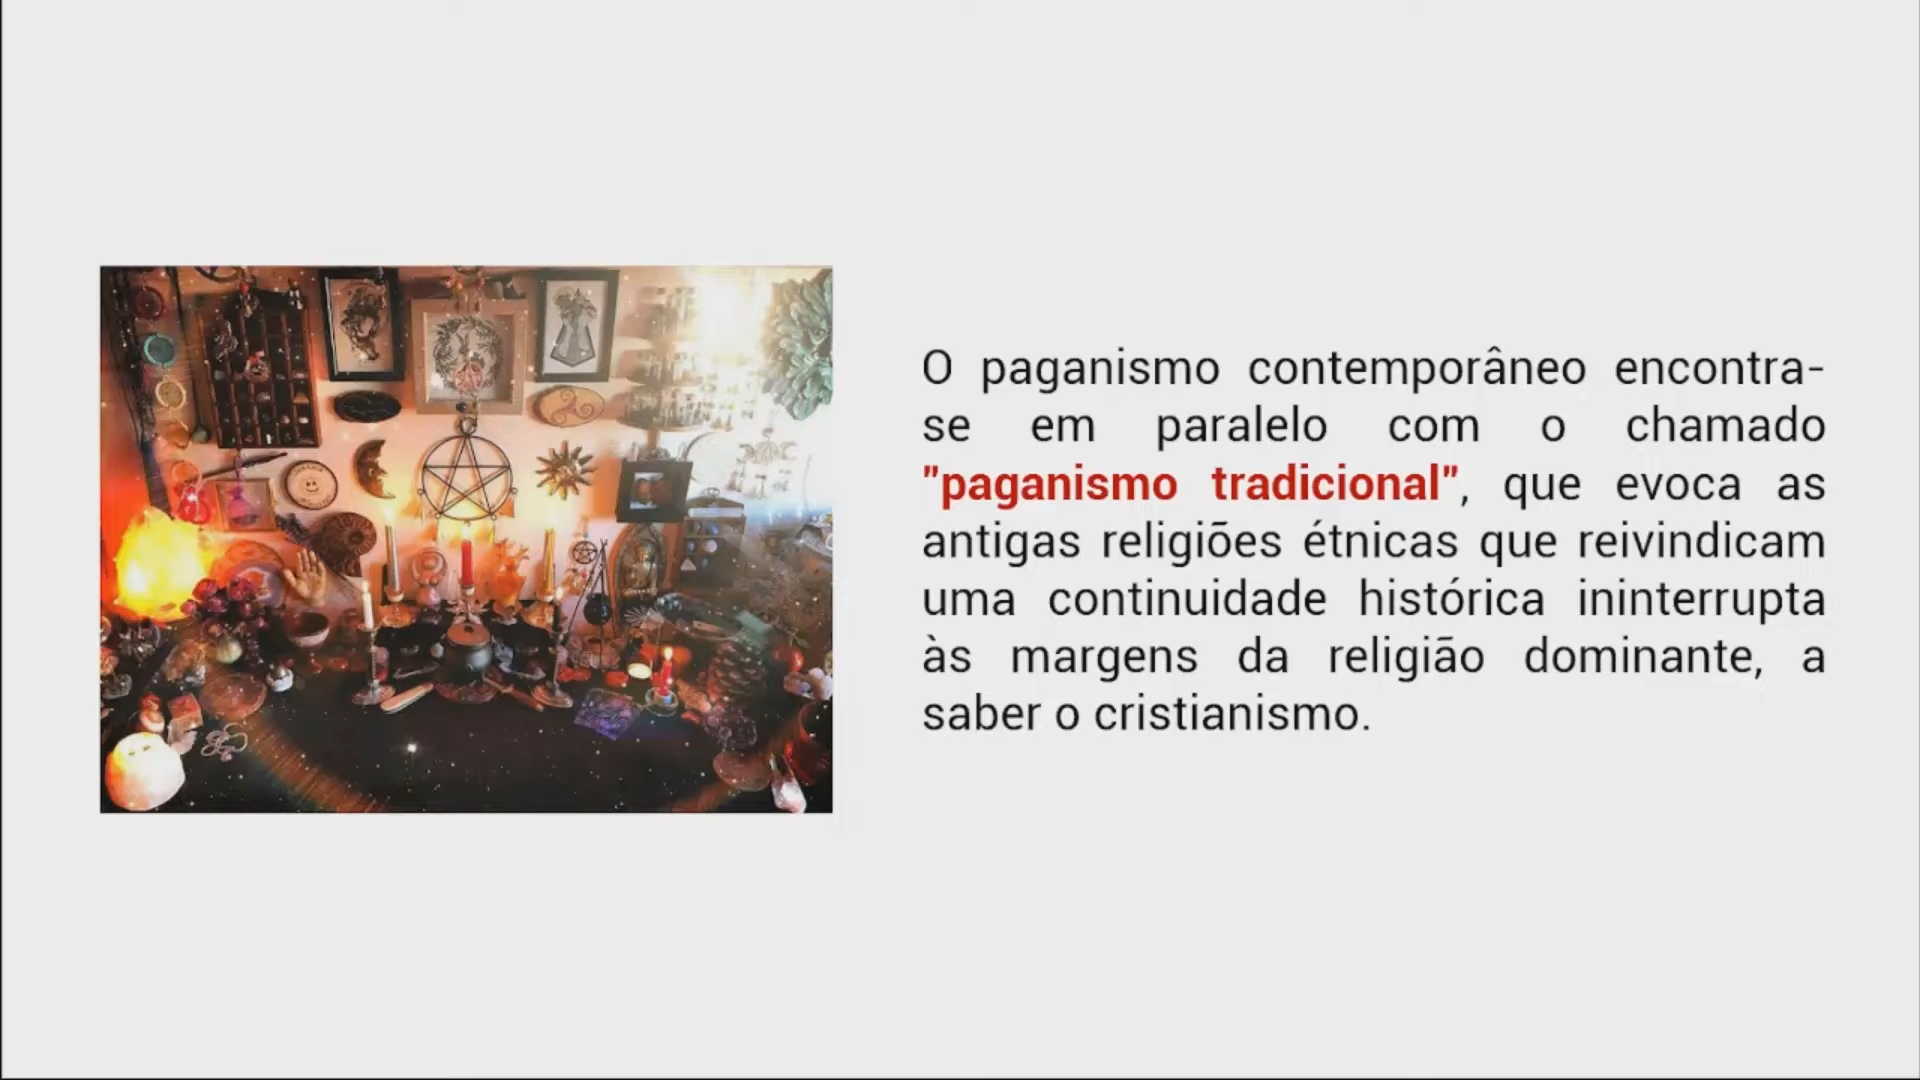 O paganismo contemporâneo encontra-
se em paralelo com o chamado
"paganismo tradicional", que evoca as
antigas religiões étnicas que reivindicam
uma continuidade histórica ininterrupta
às margens da religião dominante, a
saber o cristianismo.